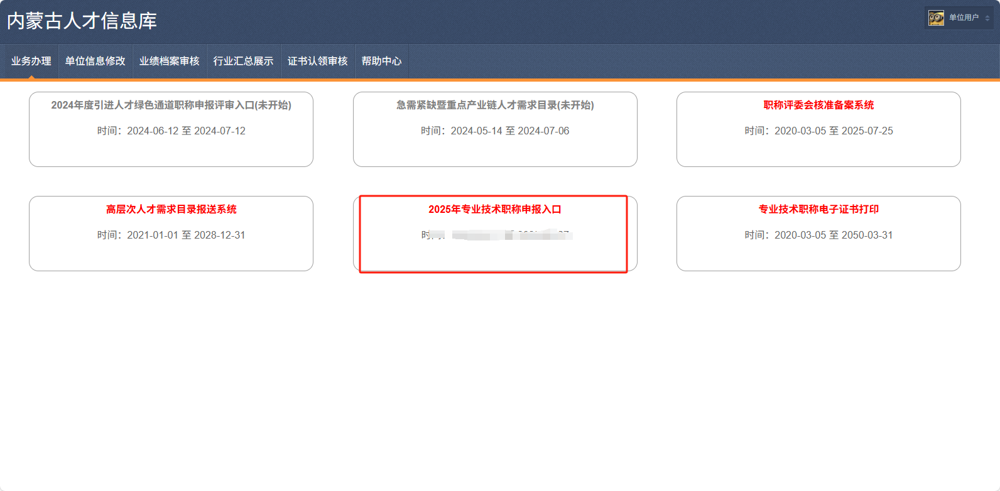 内蒙古人才信息库
单位用户
业务办理 单位信息修改 业绩档案审核 行业汇总展示 证书认领审核 帮助中心
2024年度引进人才绿色通道职称申报评审入口(未开始)
时间：2024-06-12 至 2024-07-12
急需紧缺暨重点产业链人才需求目录(未开始)
时间：2024-05-14 至 2024-07-06
职称评委会核准备案系统
时间：2020-03-05 至 2025-07-25
高层次人才需求目录报送系统
时间：2021-01-01 至 2028-12-31
2025年专业技术职称申报入口
时
专业技术职称电子证书打印
时间：2020-03-05 至 2050-03-31